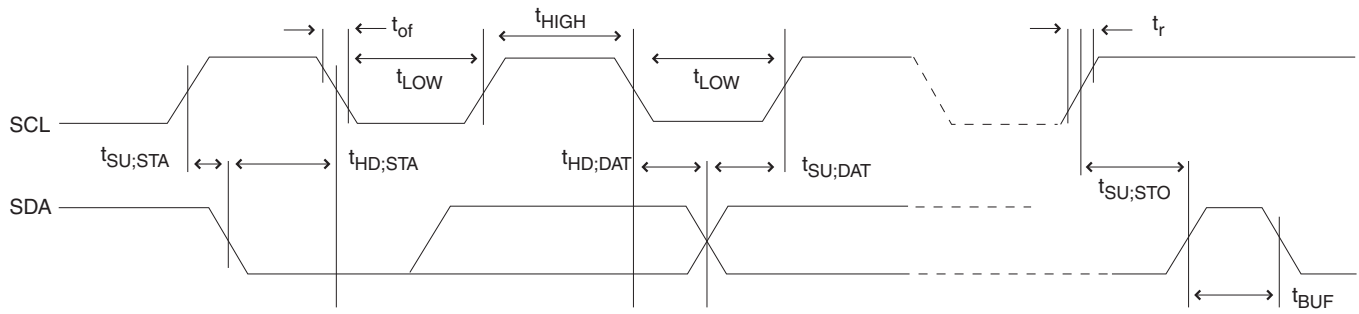 t_of
t_HIGH
t_r
t_LOW
t_LOW
SCL
t_SU;STA
t_HD;STA
t_HD;DAT
t_SU;DAT
t_SU;STO
SDA
t_BUF